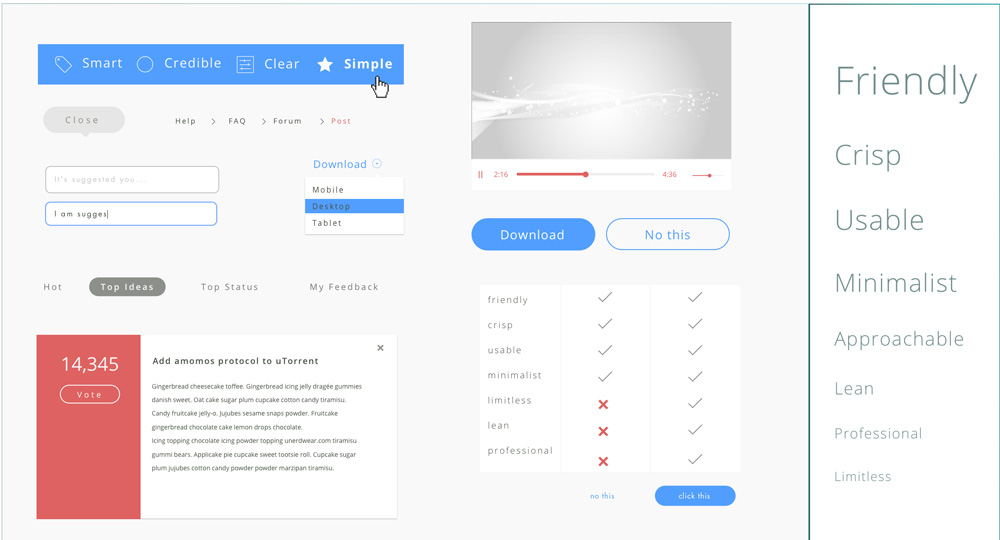 Smart Credible Clear Simple
Close
Help FAQ Forum Post
It's suggested you....
I am sugges
Download
Mobile
Desktop
Tablet
Hot Top Ideas Top Status My Feedback
14,345
Vote
Add amomos protocol to uTorrent
Gingerbread cheesecake toffee. Gingerbread icing jelly dragée gummies
danish sweet. Oat cake sugar plum cupcake cotton candy tiramisu.
Candy fruitcake jelly-o. Jujubes sesame snaps powder. Fruitcake
gingerbread chocolate cake lemon drops chocolate.
Icing topping chocolate icing powder topping unerdwear.com tiramisu
gummi bears. Applicake pie cupcake sweet tootsie roll. Cupcake sugar
plum jujubes cotton candy powder powder marzipan tiramisu.
2:16 4:36
Download No this
friendly
crisp
usable
minimalist
limitless
lean
professional
no this click this
Friendly
Crisp
Usable
Minimalist
Approachable
Lean
Professional
Limitless